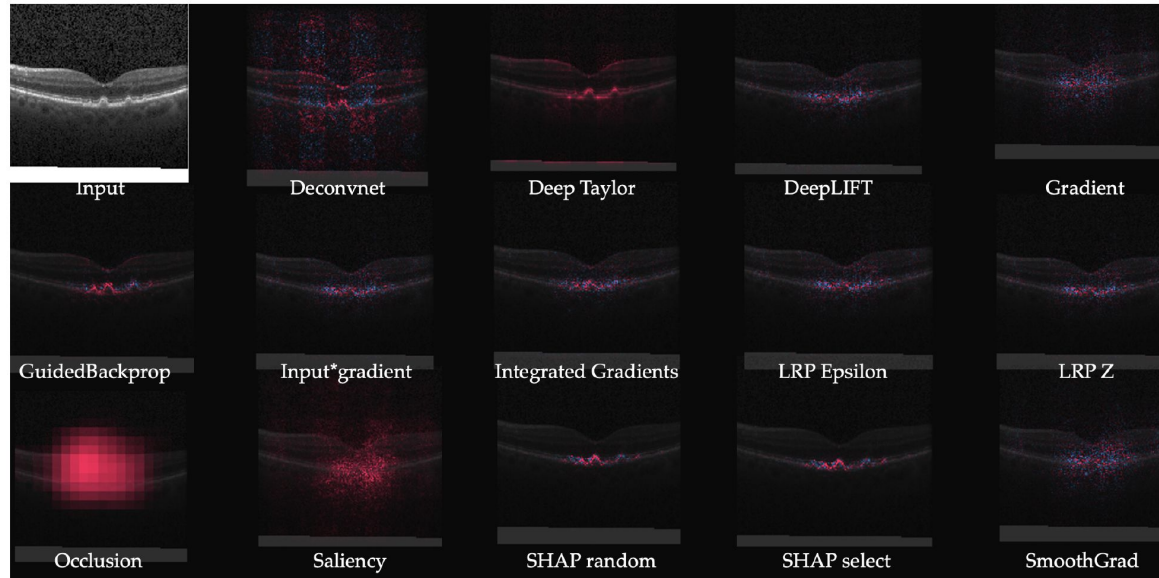 Input
Deconvnet
Deep Taylor
DeepLIFT
Gradient
GuidedBackprop
Input*gradient
Integrated Gradients
LRP Epsilon
LRP Z
Occlusion
Saliency
SHAP random
SHAP select
SmoothGrad